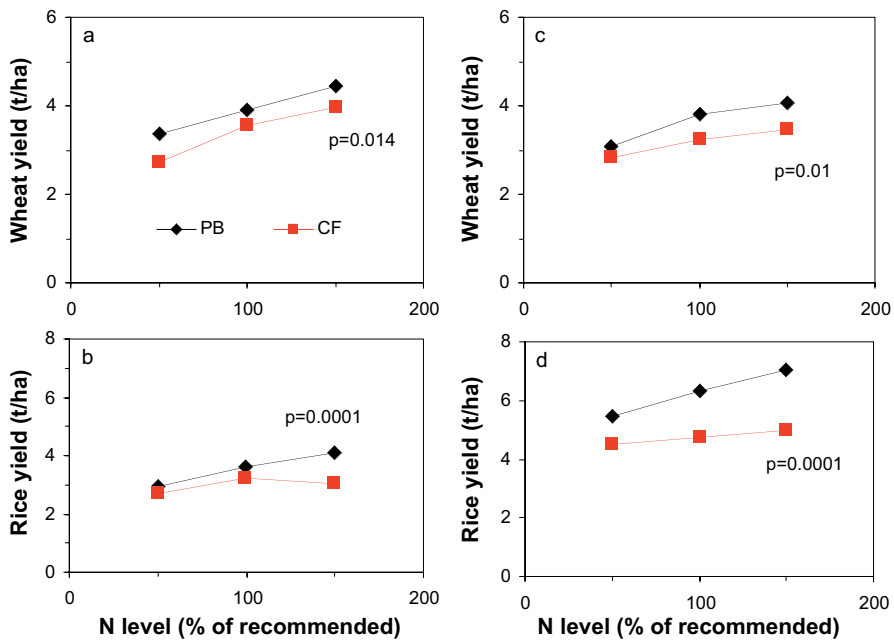 a
Wheat yield (t/ha)
6
4
2
0
p=0.014
PB
CF
0
100
200
c
Wheat yield (t/ha)
6
4
2
0
p=0.01
0
100
200
b
Rice yield (t/ha)
8
6
4
2
0
p=0.0001
0
100
200
N level (% of recommended)
d
Rice yield (t/ha)
8
6
4
2
0
p=0.0001
0
100
200
N level (% of recommended)